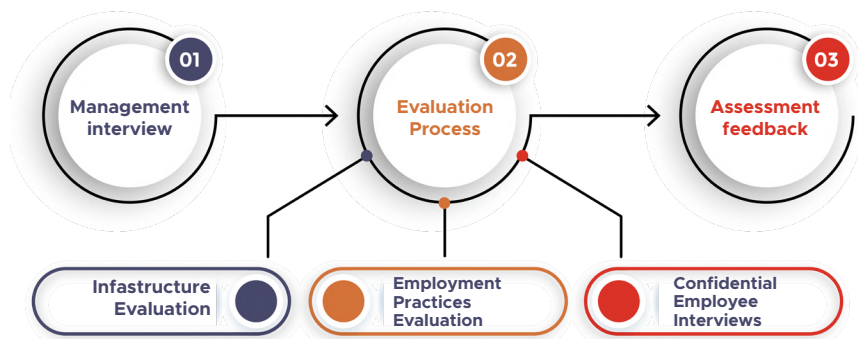 01
Management
interview
02
Evaluation
Process
03
Assessment
feedback
Infastructure
Evaluation
Employment
Practices
Evaluation
Confidential
Employee
Interviews